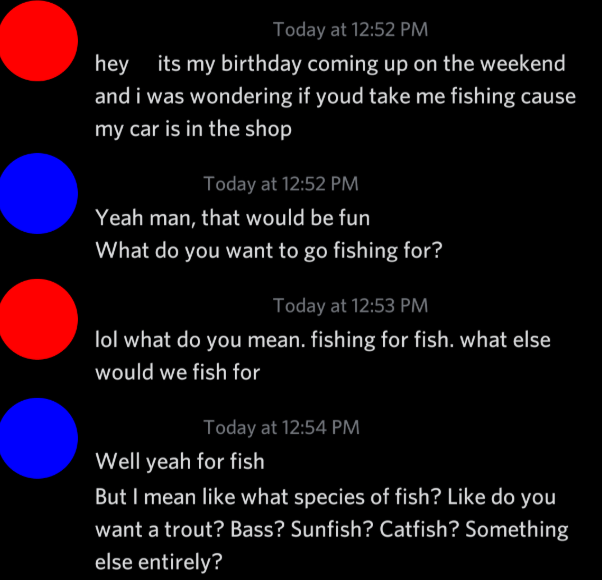 Today at 12:52 PM
hey its my birthday coming up on the weekend
and i was wondering if youd take me fishing cause
my car is in the shop
Today at 12:52 PM
Yeah man, that would be fun
What do you want to go fishing for?
Today at 12:53 PM
lol what do you mean. fishing for fish. what else
would we fish for
Today at 12:54 PM
Well yeah for fish
But I mean like what species of fish? Like do you
want a trout? Bass? Sunfish? Catfish? Something
else entirely?